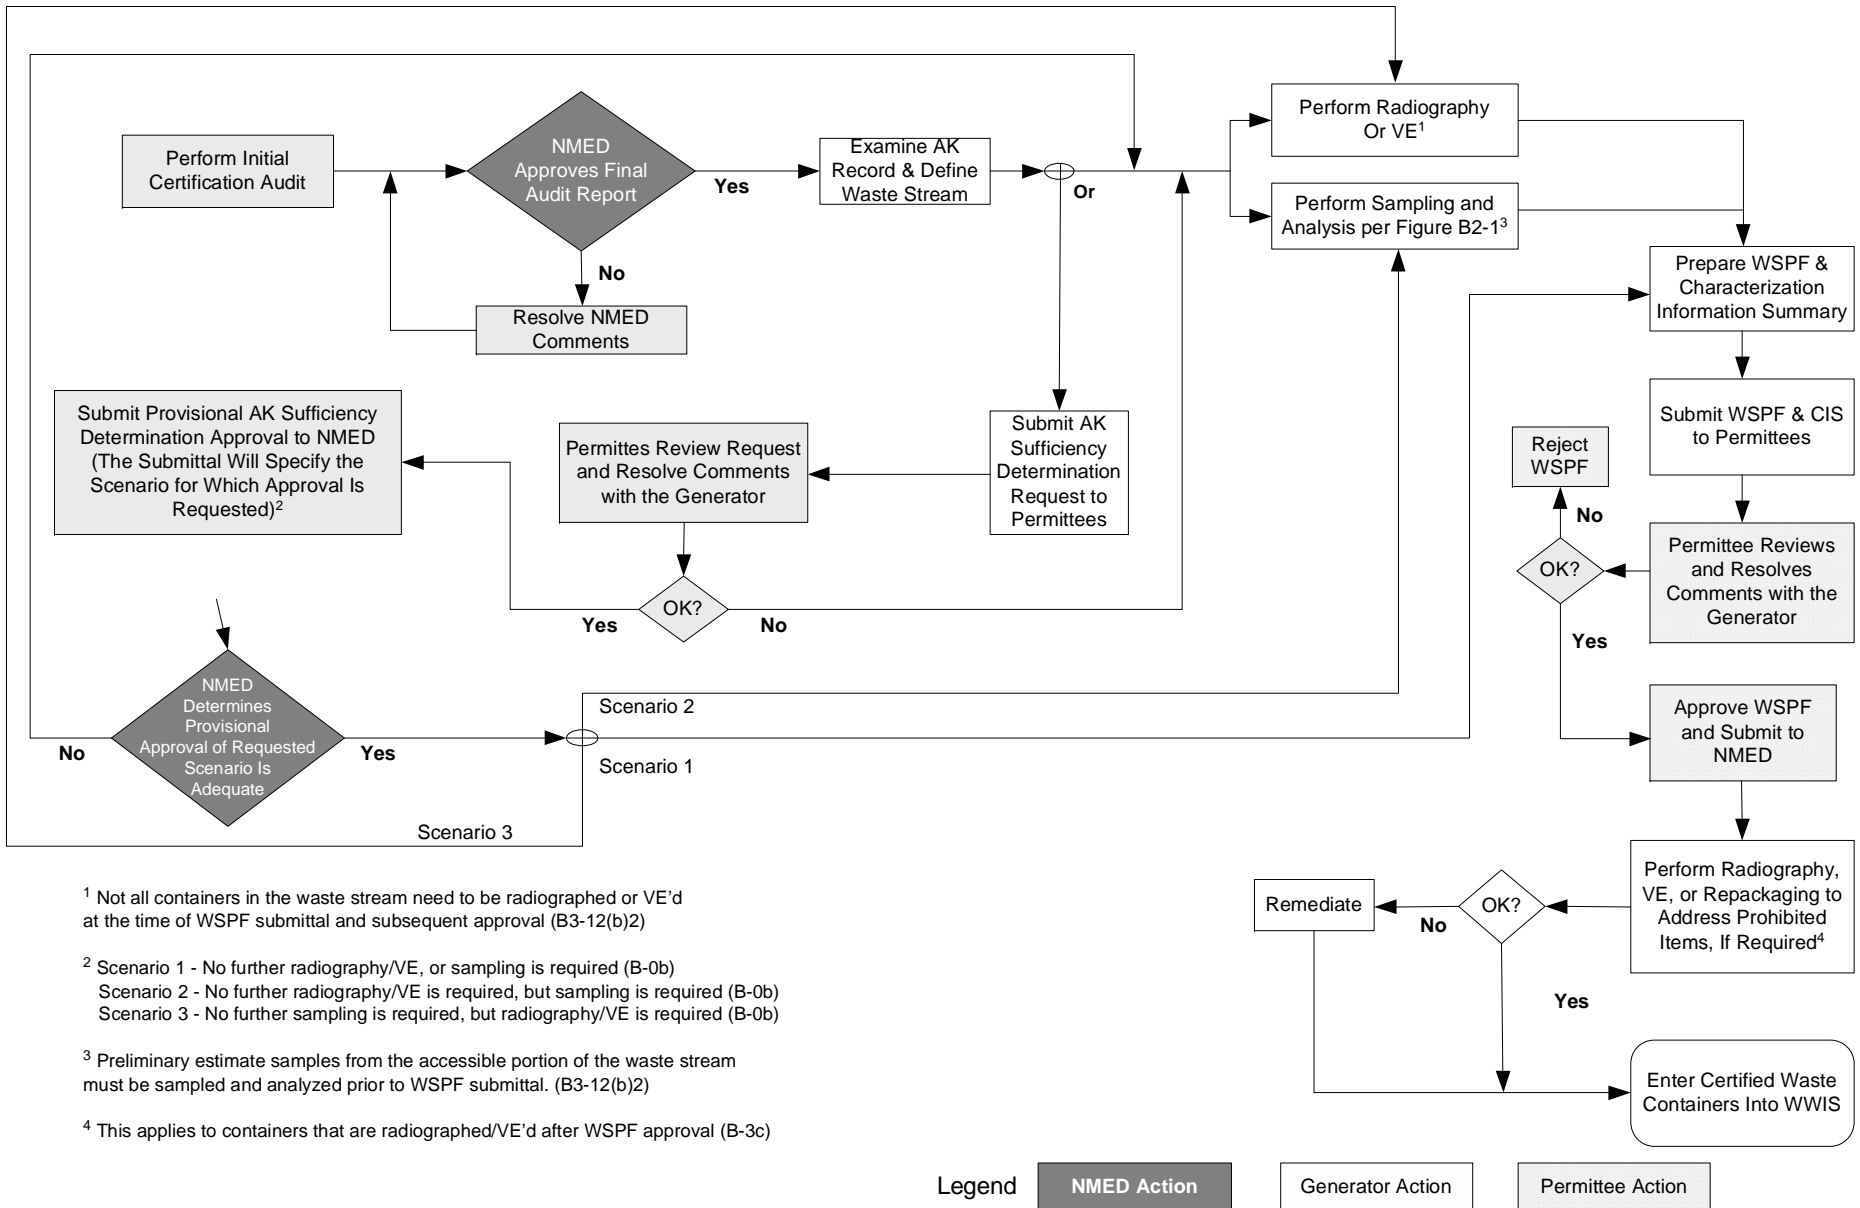 Perform Initial
Certification Audit
NMED
Approves Final
Audit Report
Yes
No
Resolve NMED
Comments
Examine AK
Record & Define
Waste Stream
Or
Perform Radiography
Or VE1
Perform Sampling and
Analysis per Figure B2-13
Prepare WSPF &
Characterization
Information Summary
Submit WSPF & CIS
to Permittees
Permittee Reviews
and Resolves
Comments with the
Generator
OK?
No
Reject
WSPF
Yes
Approve WSPF
and Submit to
NMED
Perform Radiography,
VE, or Repackaging to
Address Prohibited
Items, If Required4
OK?
No
Remediate
Yes
Enter Certified Waste
Containers Into WWIS
Submit AK
Sufficiency
Determination
Request to
Permittees
Permittes Review Request
and Resolve Comments
with the Generator
OK?
Yes
No
Submit Provisional AK Sufficiency
Determination Approval to NMED
(The Submittal Will Specify the
Scenario for Which Approval Is
Requested)2
NMED
Determines
Provisional
Approval of Requested
Scenario Is
Adequate
No
Yes
Scenario 2
Scenario 1
Scenario 3
1 Not all containers in the waste stream need to be radiographed or VE’d
at the time of WSPF submittal and subsequent approval (B3-12(b)2)
2 Scenario 1 - No further radiography/VE, or sampling is required (B-0b)
Scenario 2 - No further radiography/VE is required, but sampling is required (B-0b)
Scenario 3 - No further sampling is required, but radiography/VE is required (B-0b)
3 Preliminary estimate samples from the accessible portion of the waste stream
must be sampled and analyzed prior to WSPF submittal. (B3-12(b)2)
4 This applies to containers that are radiographed/VE’d after WSPF approval (B-3c)
Legend
NMED Action
Generator Action
Permittee Action